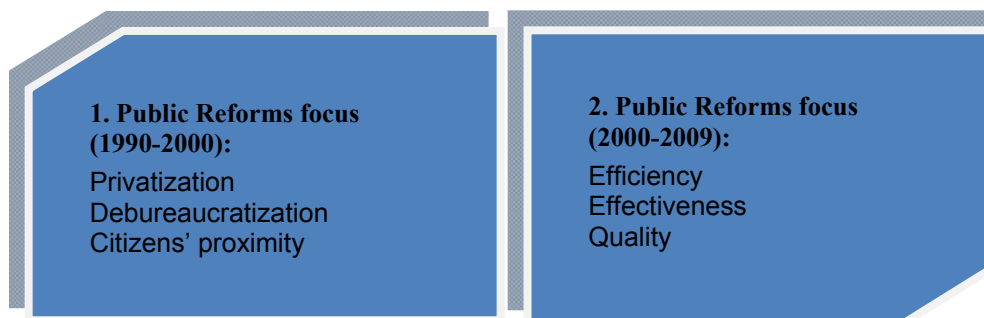 1. Public Reforms focus
(1990-2000):
Privatization
Debureaucratization
Citizens’ proximity
2. Public Reforms focus
(2000-2009):
Efficiency
Effectiveness
Quality